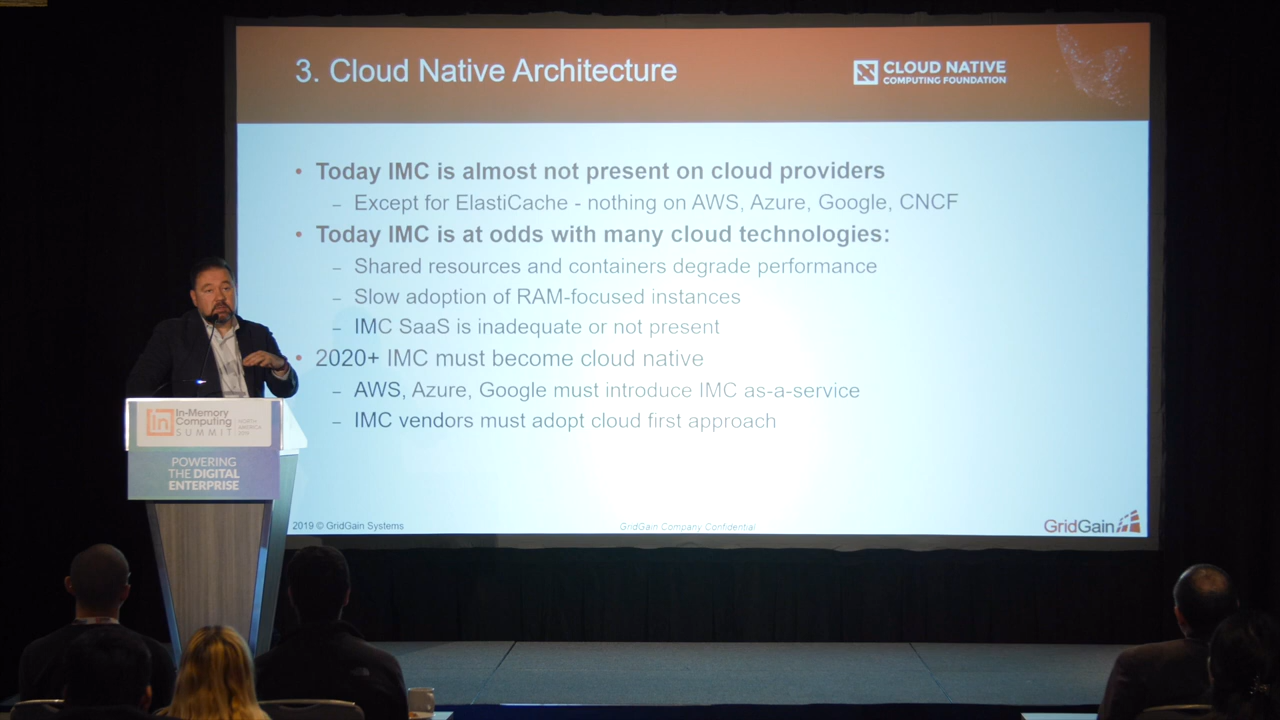 3. Cloud Native Architecture
CLOUD NATIVE
COMPUTING FOUNDATION
• Today IMC is almost not present on cloud providers
– Except for ElastiCache - nothing on AWS, Azure, Google, CNCF
• Today IMC is at odds with many cloud technologies:
– Shared resources and containers degrade performance
– Slow adoption of RAM-focused instances
– IMC SaaS is inadequate or not present
• 2020+ IMC must become cloud native
– AWS, Azure, Google must introduce IMC as-a-service
– IMC vendors must adopt cloud first approach
2019 © GridGain Systems
GridGain Company Confidential
GridGain
In-Memory
Computing
SUMMIT
NORTH
AMERICA
2019
POWERING
THE DIGITAL
ENTERPRISE